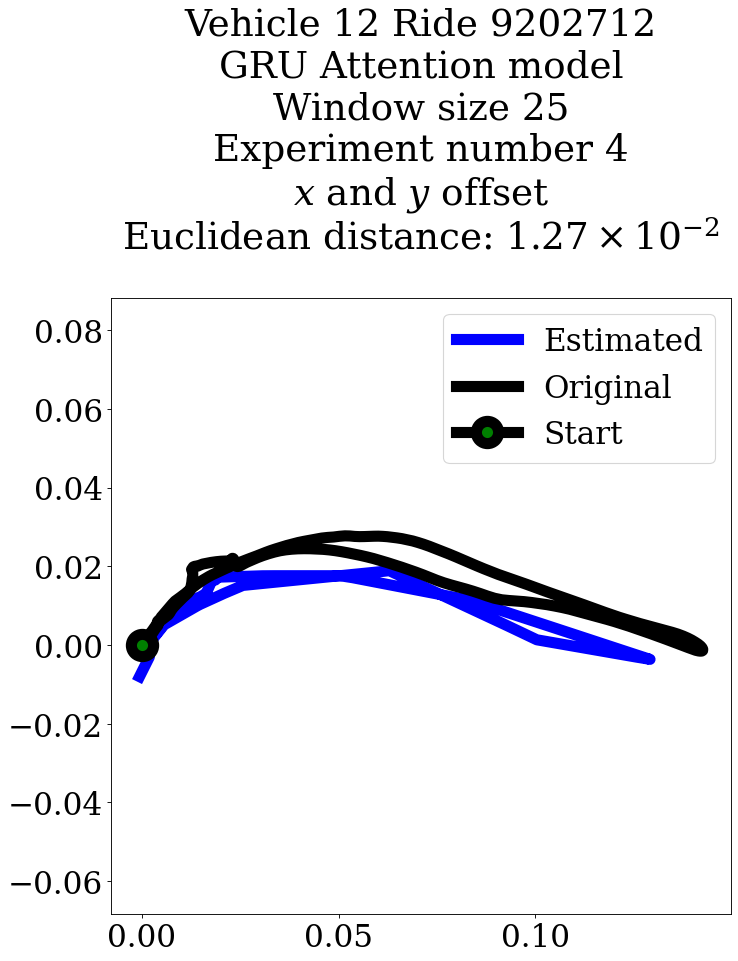 Vehicle 12 Ride 9202712
GRU Attention model
Window size 25
Experiment number 4
x and y offset
Euclidean distance: 1.27 × 10⁻²
Estimated
Original
Start
0.08
0.06
0.04
0.02
0.00
−0.02
−0.04
−0.06
0.00 0.05 0.10